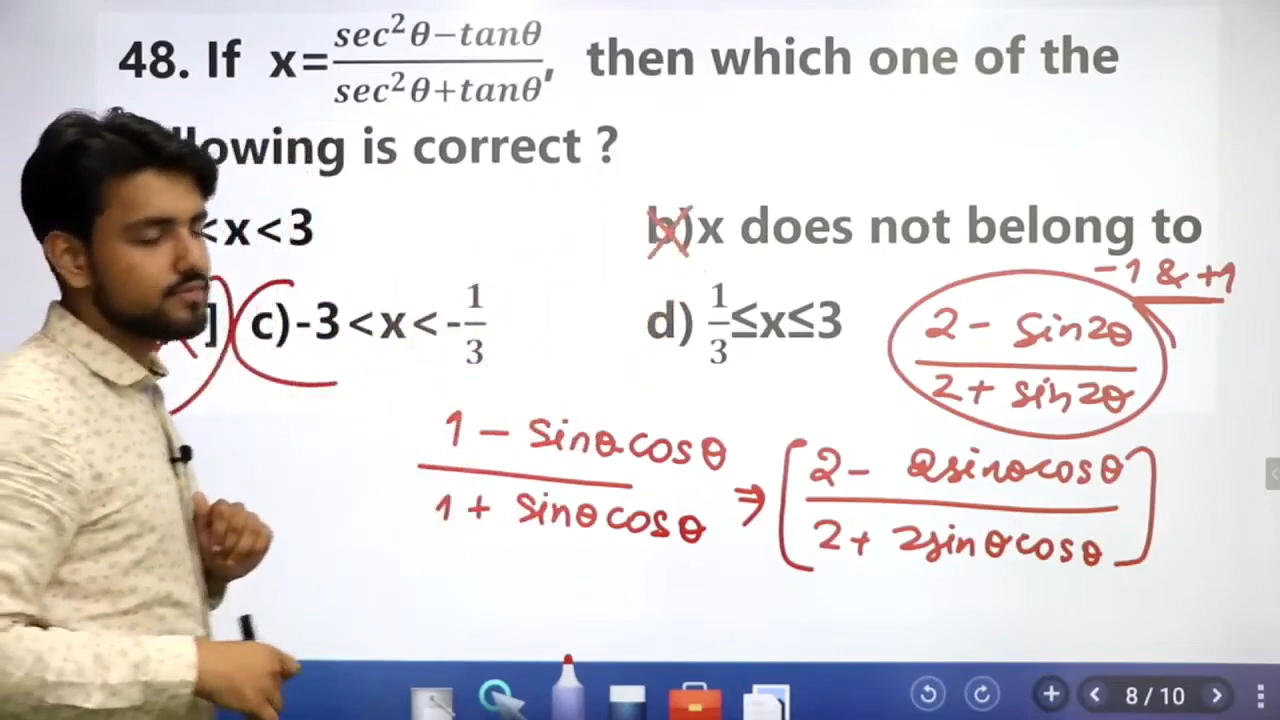 48. If x= sec²θ−tanθ / sec²θ+tanθ, then which one of the
lowing is correct ?
<x<3
b)x does not belong to
]
c)-3<x<-1/3
d) 1/3≤x≤3
-1 & +1
2 - sin2θ / 2 + sin2θ
1 - sinθcosθ / 1 + sinθcosθ ⇒ [2 - 2sinθcosθ / 2 + 2sinθcosθ]
8 / 10